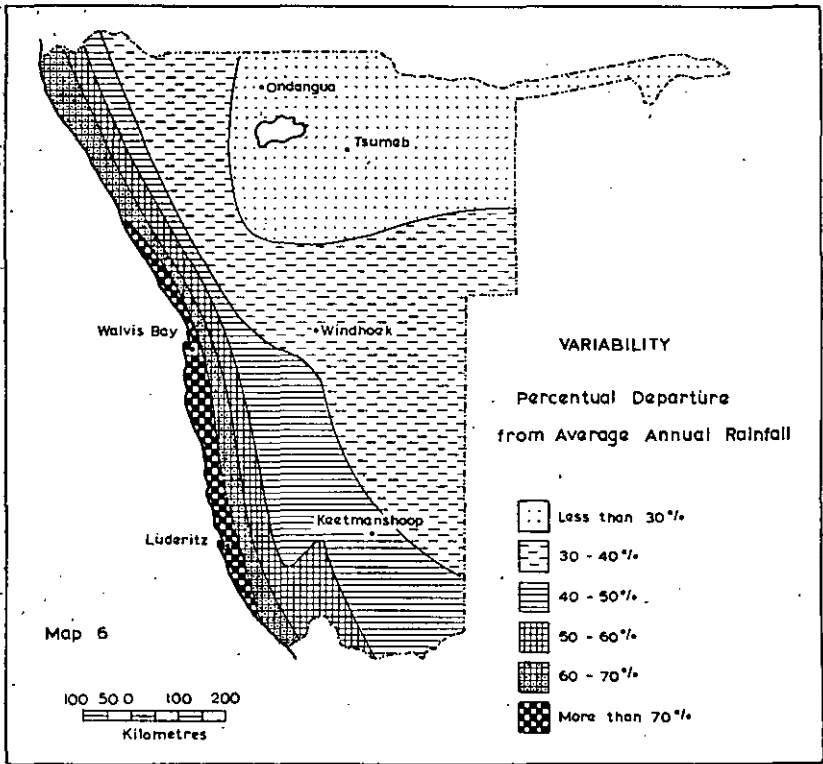 Ondangua
Tsumeb
Walvis Bay
Windhoek
VARIABILITY
Percentual Departure
from Average Annual Rainfall
Keetmanshoop
Lüderitz
Less than 30%
30 - 40%
40 - 50%
50 - 60%
60 - 70%
More than 70%
Map 6
100 50 0 100 200
Kilometres